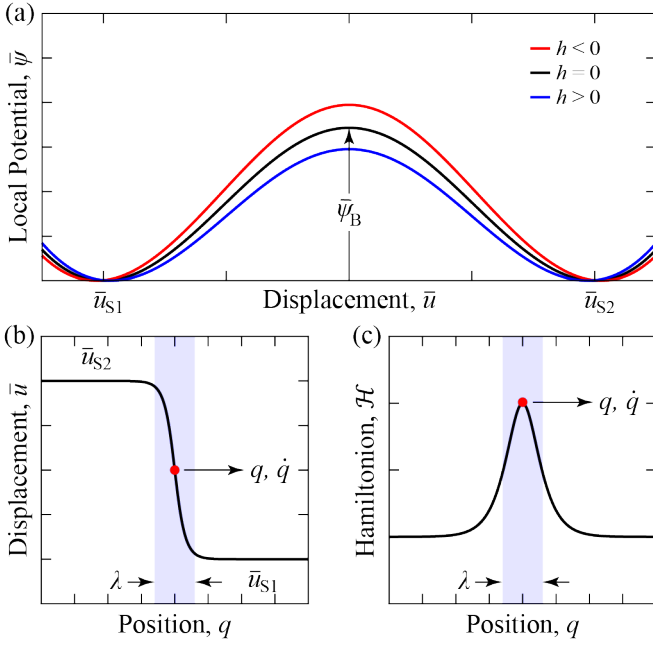 (a)
Local Potential, ψ̄
h < 0
h = 0
h > 0
ψ̄B
ūS1
Displacement, ū
ūS2
(b)
ūS2
Displacement, ū
q, q̇
λ
ūS1
Position, q
(c)
Hamiltonion, ℋ
q, q̇
λ
Position, q